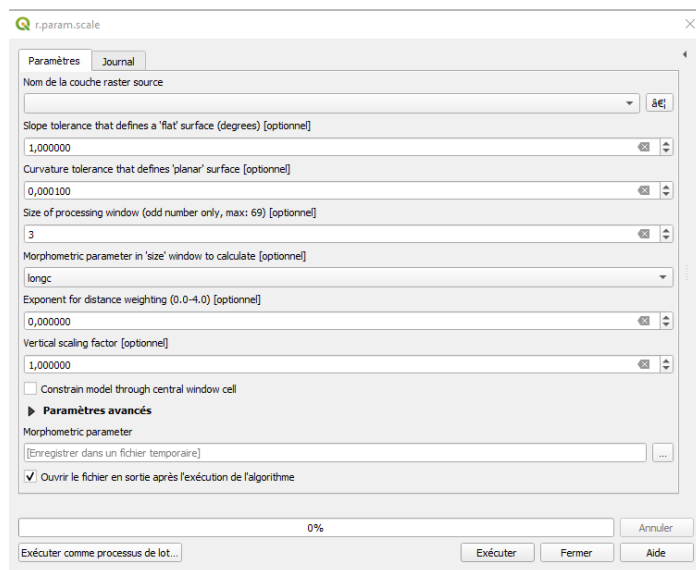 r.param.scale
Paramètres Journal
Nom de la couche raster source
â€¦
Slope tolerance that defines a 'flat' surface (degrees) [optionnel]
1,000000
Curvature tolerance that defines 'planar' surface [optionnel]
0,000100
Size of processing window (odd number only, max: 69) [optionnel]
3
Morphometric parameter in 'size' window to calculate [optionnel]
longc
Exponent for distance weighting (0.0-4.0) [optionnel]
0,000000
Vertical scaling factor [optionnel]
1,000000
Constrain model through central window cell
Paramètres avancés
Morphometric parameter
[Enregistrer dans un fichier temporaire]
...
Ouvrir le fichier en sortie après l'exécution de l'algorithme
0% Annuler
Exécuter comme processus de lot... Exécuter Fermer Aide